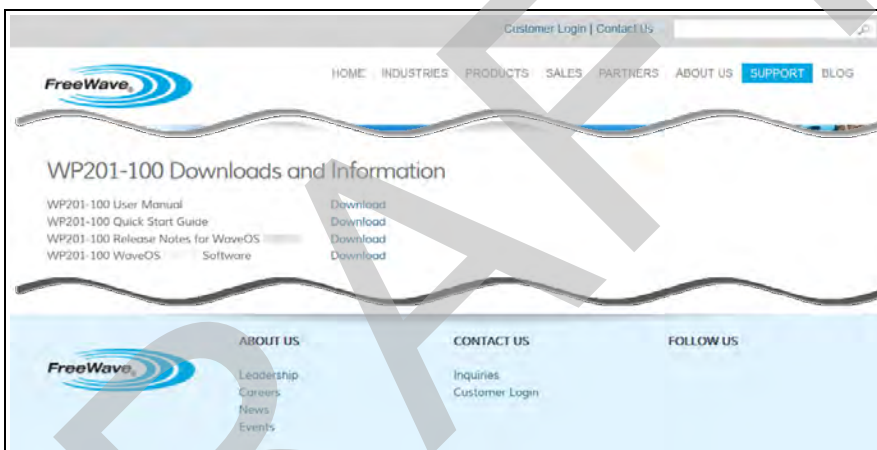 Customer Login | Contact Us
FreeWave®
HOME INDUSTRIES PRODUCTS SALES PARTNERS ABOUT US SUPPORT BLOG
WP201-100 Downloads and Information
WP201-100 User Manual Download
WP201-100 Quick Start Guide Download
WP201-100 Release Notes for WaveOS Download
WP201-100 WaveOS Software Download
FreeWave®
ABOUT US
Leadership
Careers
News
Events
CONTACT US
Inquiries
Customer Login
FOLLOW US